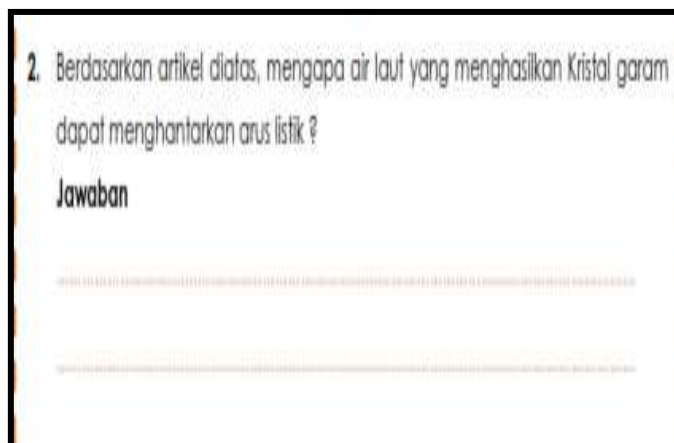 2. Berdasarkan artikel diatas, mengapa air laut yang menghasilkan Kristal garam
dapat menghantarkan arus listik ?
Jawaban